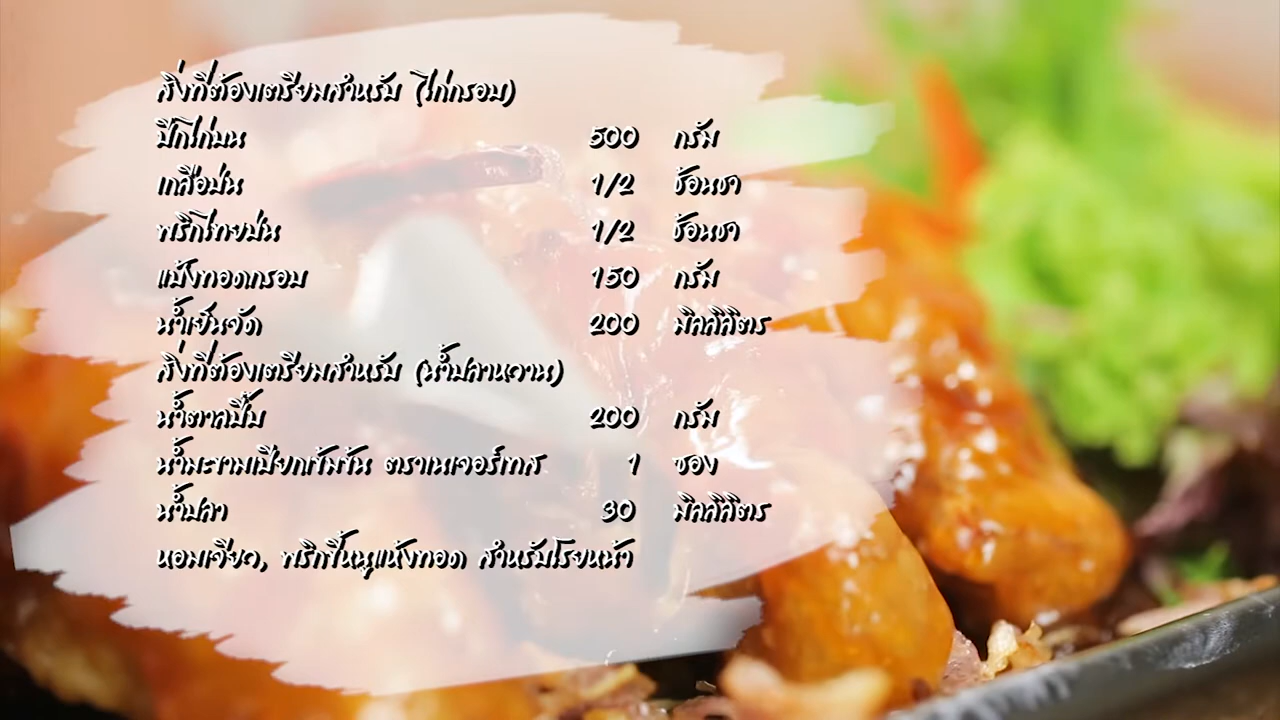 สิ่งที่ต้องเตรียมสำหรับ (ไก่กรอบ)
ปีกไก่บน 500 กรัม
เกลือป่น 1/2 ช้อนชา
พริกไทยป่น 1/2 ช้อนชา
แป้งทอดกรอบ 150 กรัม
น้ำเย็นจัด 200 มิลลิลิตร
สิ่งที่ต้องเตรียมสำหรับ (น้ำปลาหวาน)
น้ำตาลปี๊บ 200 กรัม
น้ำมะขามเปียกเข้มข้น ตราเนเจอร์เทส 1 ซอง
น้ำปลา 30 มิลลิลิตร
หอมเจียว, พริกขี้หนูแห้งทอด สำหรับโรยหน้า